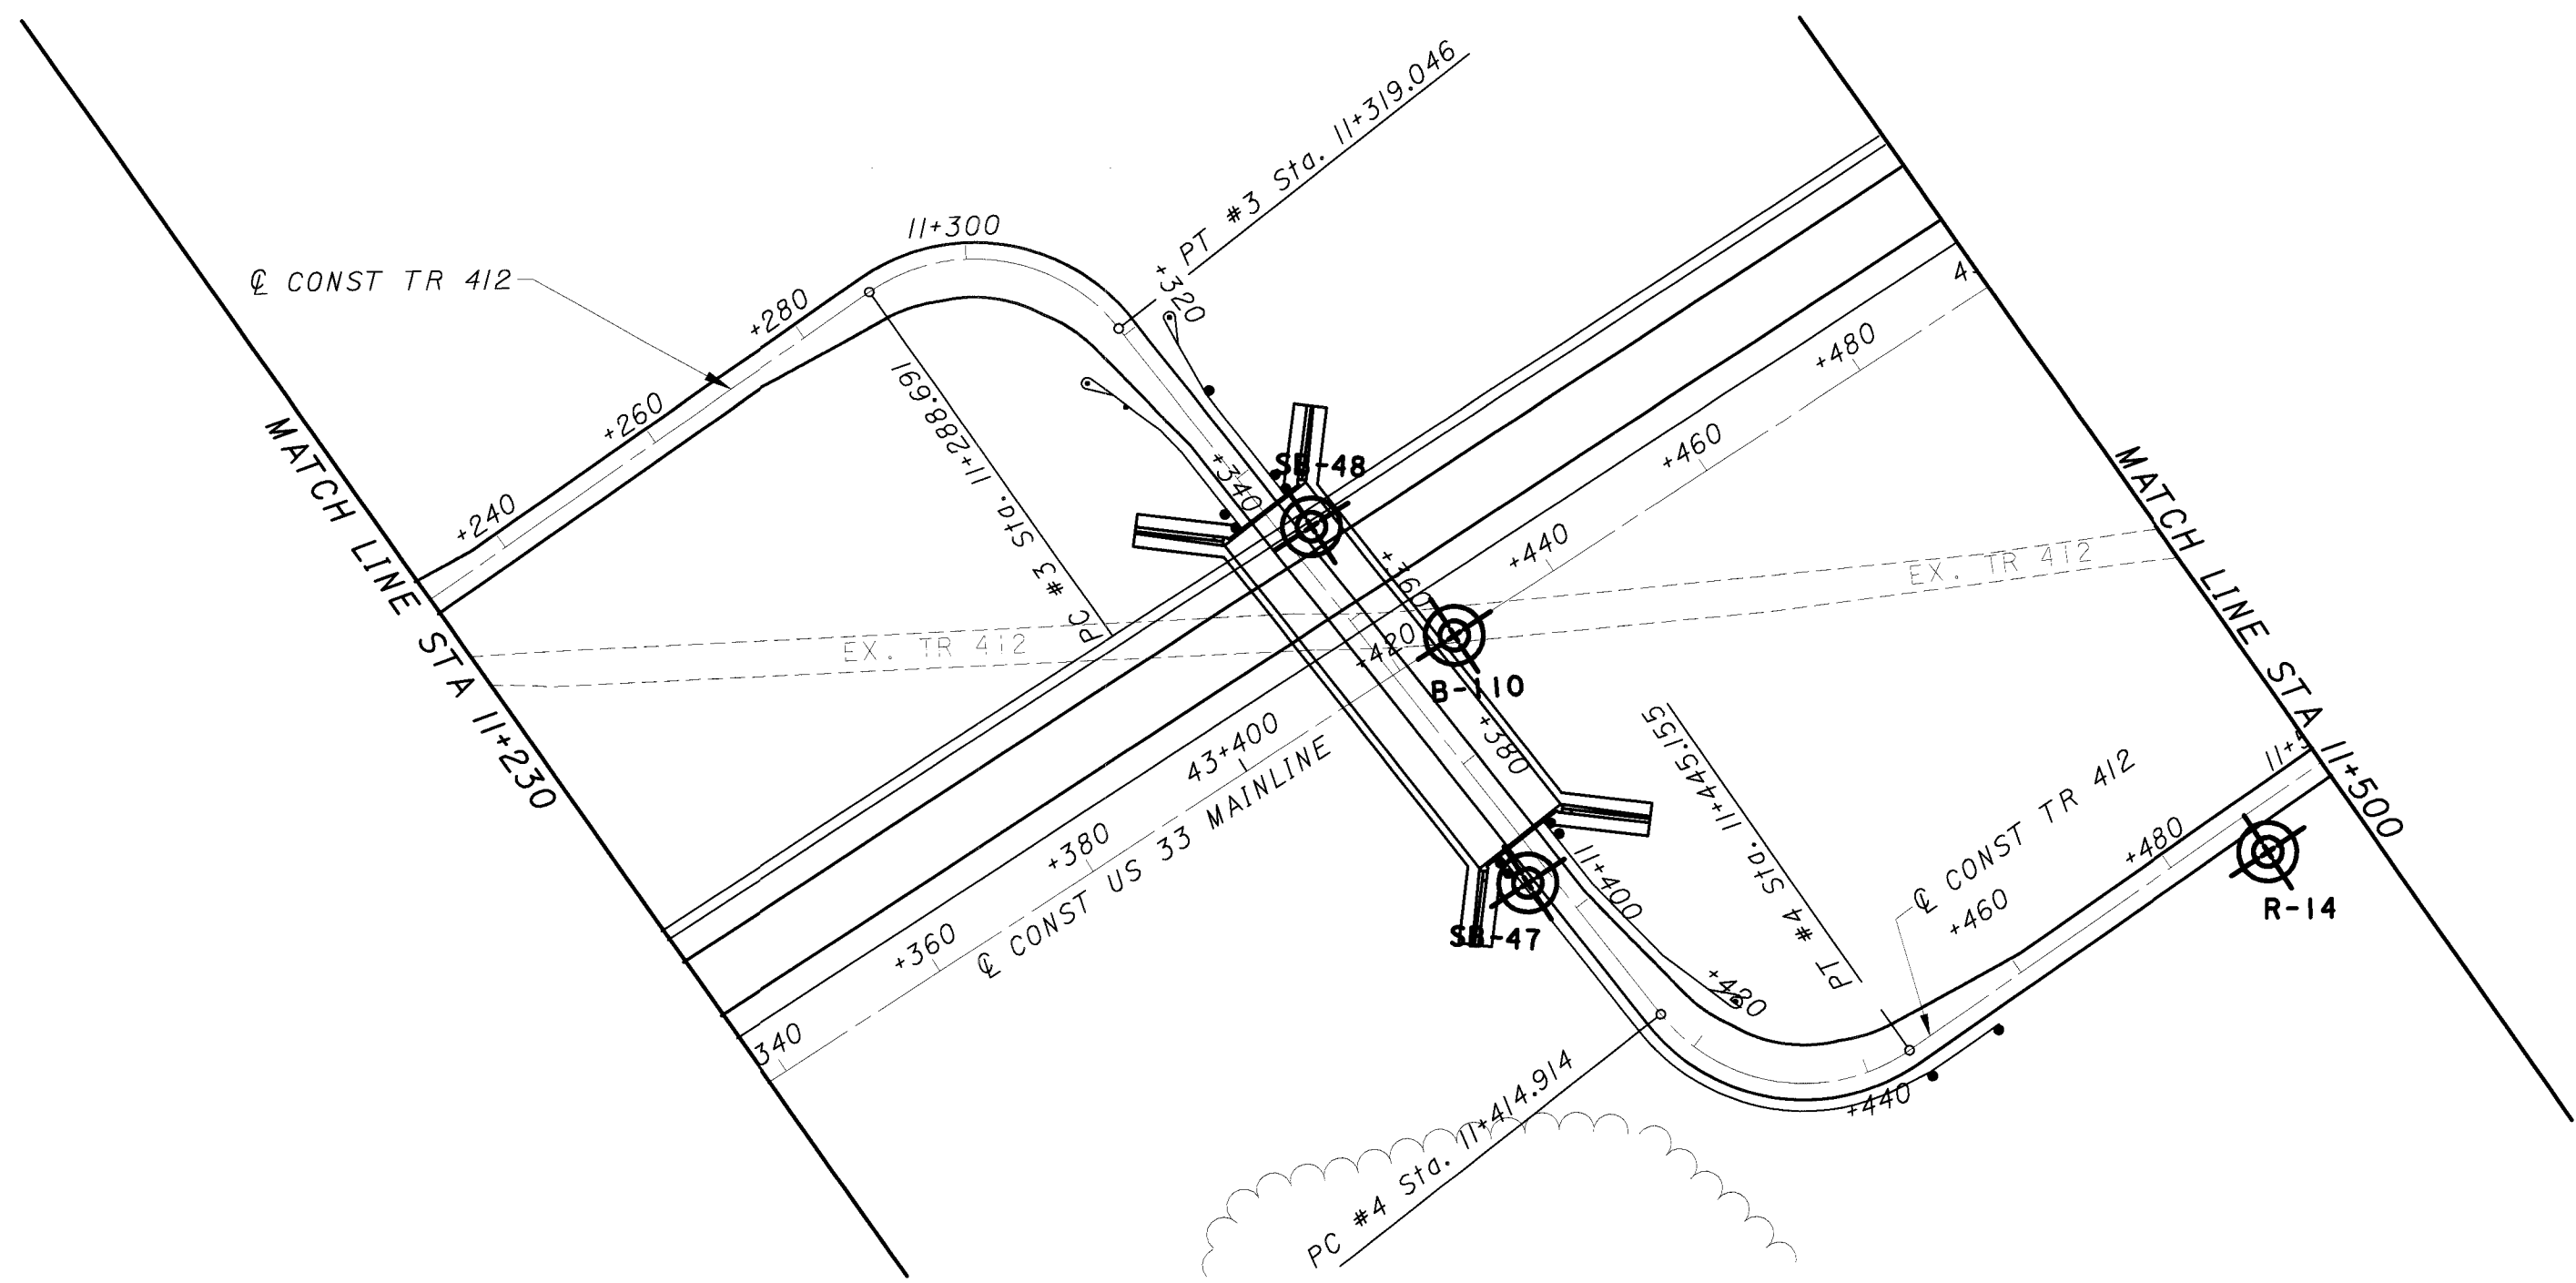 PT #3 Sta. 11+319.046
11+300
℄ CONST TR 412
+320
+280
+260
+240
PC #3 Sta. 11+288.691
+340
SB-48
MATCH LINE STA 11+230
+480
+460
+440
+360
+420
B-110
EX. TR 412
EX. TR 412
MATCH LINE STA 11+500
43+400
+380
+360
340
℄ CONST US 33 MAINLINE
+380
11+400
SB-47
PT #4 Sta. 11+445.155
℄ CONST TR 412
+480
+460
R-14
+420
+440
PC #4 Sta. 11+414.914